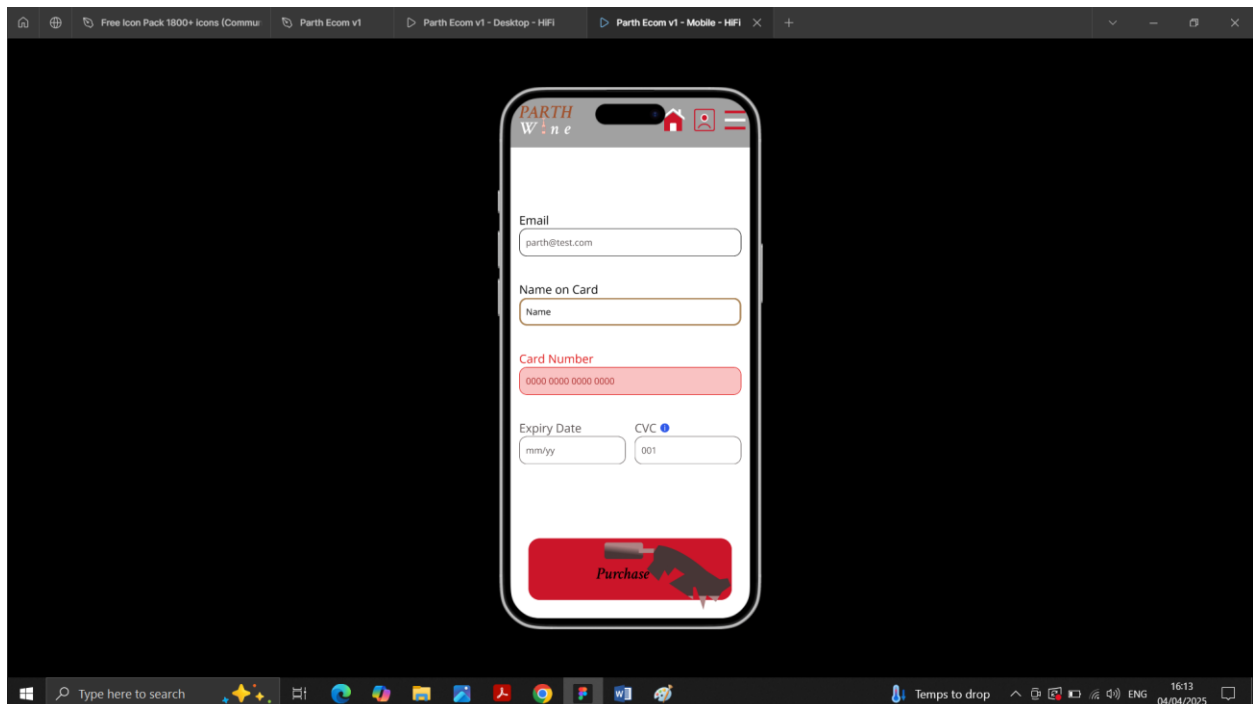 Free Icon Pack 1800+ icons (Commu
Parth Ecom v1
Parth Ecom v1 - Desktop - HiFi
Parth Ecom v1 - Mobile - HiFi
PARTH
Wine
Email
parth@test.com
Name on Card
Name
Card Number
0000 0000 0000 0000
Expiry Date CVC
mm/yy 001
Purchase
Type here to search
Temps to drop
ENG
16:13
04/04/2025